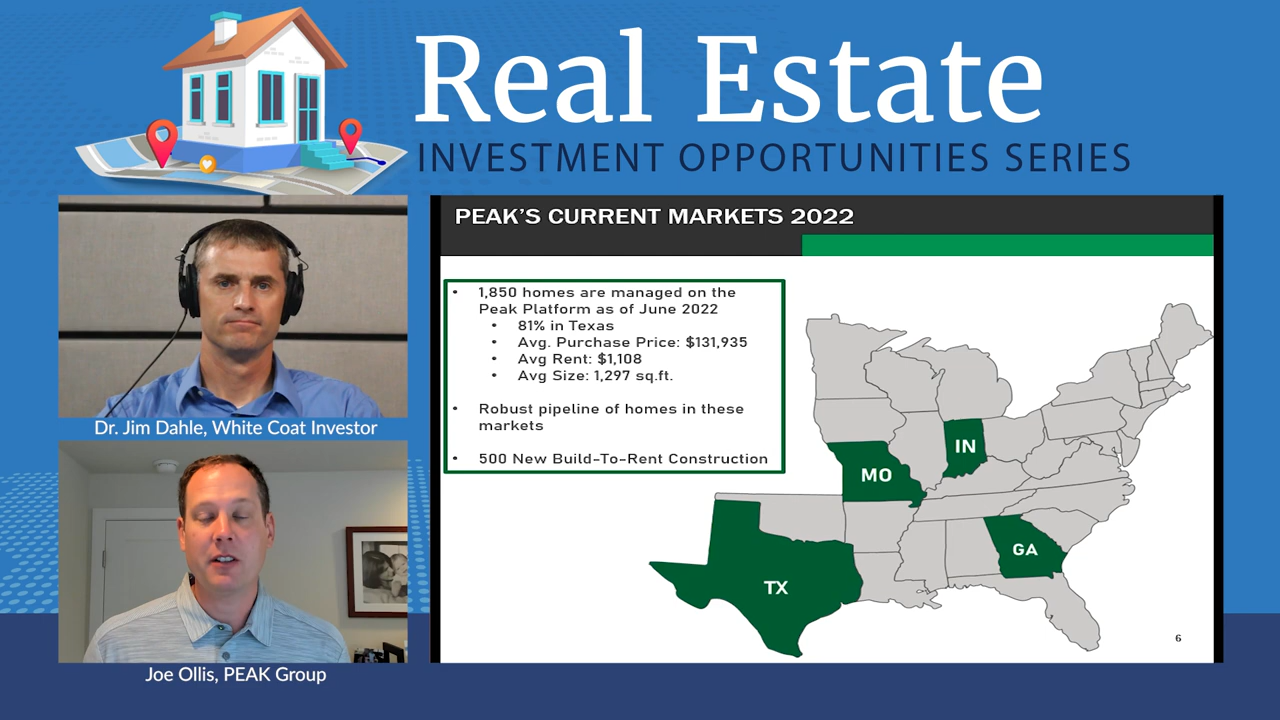 Real Estate
INVESTMENT OPPORTUNITIES SERIES
PEAK'S CURRENT MARKETS 2022
• 1,850 homes are managed on the
Peak Platform as of June 2022
• 81% in Texas
• Avg. Purchase Price: $131,935
• Avg Rent: $1,108
• Avg Size: 1,297 sq.ft.
• Robust pipeline of homes in these
markets
• 500 New Build-To-Rent Construction
IN
MO
GA
TX
6
Dr. Jim Dahle, White Coat Investor
Joe Ollis, PEAK Group